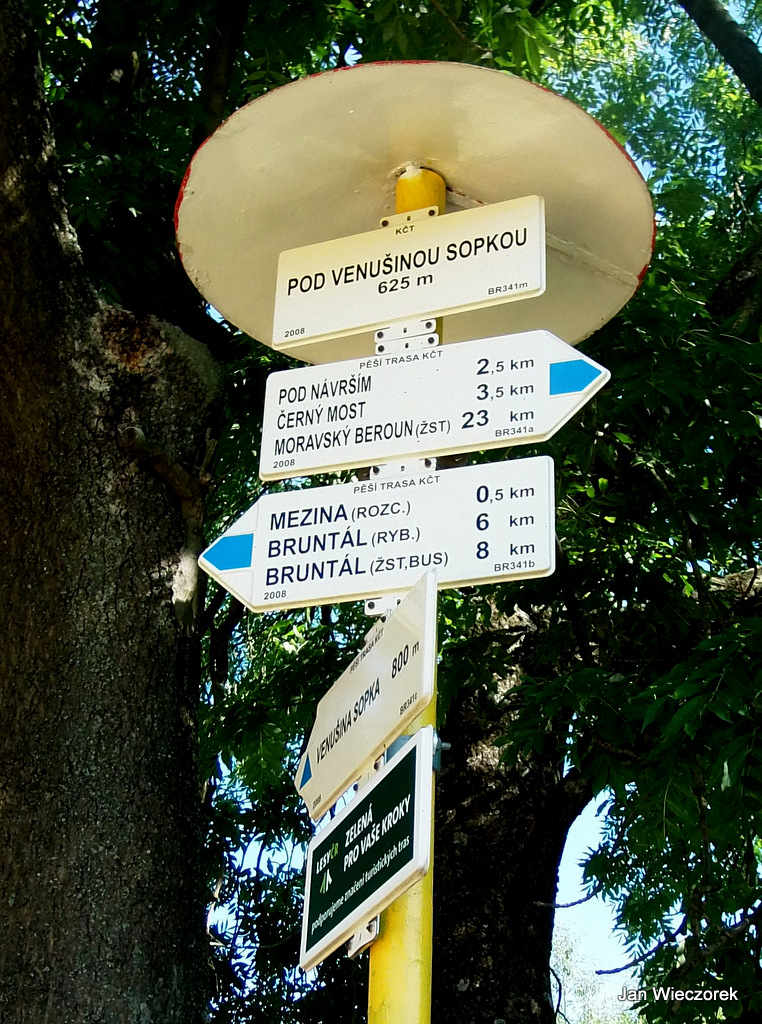 KČT
POD VENUŠINOU SOPKOU
625 m
2008 BR341m
PĚŠÍ TRASA KČT
POD NÁVRŠÍM 2,5 km
ČERNÝ MOST 3,5 km
MORAVSKÝ BEROUN (ŽST) 23 km
2008 BR341a
PĚŠÍ TRASA KČT
MEZINA (ROZC.) 0,5 km
BRUNTÁL (RYB.) 6 km
BRUNTÁL (ŽST,BUS) 8 km
2008 BR341b
PĚŠÍ TRASA KČT
VENUŠINA SOPKA 800 m
2008 BR341c
LESY ČR
ZELENÁ
PRO VAŠE KROKY
podporujeme značení turistických tras
Jan Wieczorek